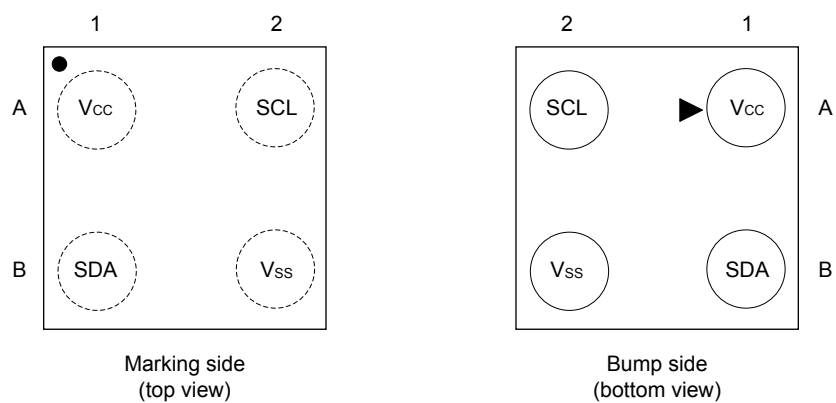 1 2
A VCC SCL
B SDA VSS
Marking side
(top view)
2 1
SCL VCC A
VSS SDA B
Bump side
(bottom view)